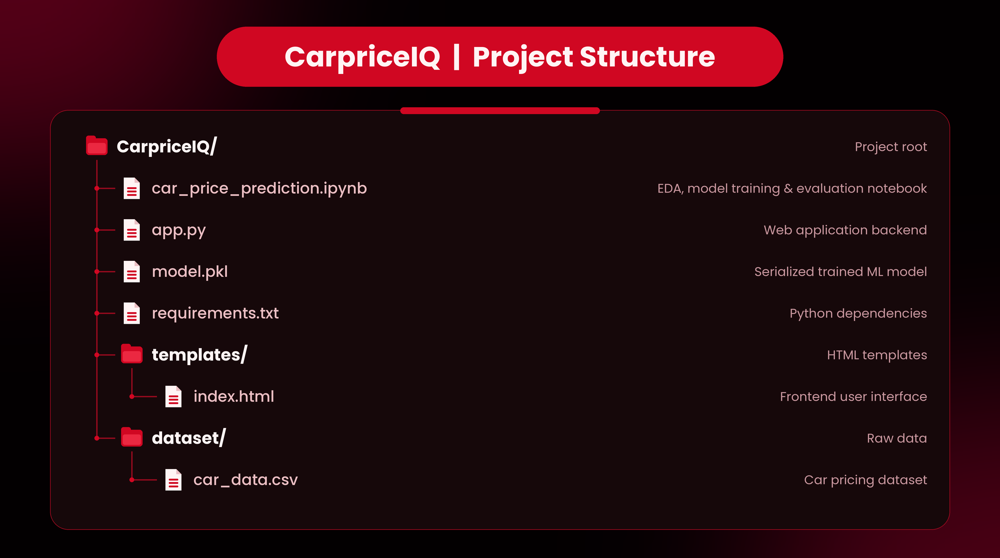 CarpriceIQ | Project Structure
CarpriceIQ/ Project root
car_price_prediction.ipynb EDA, model training & evaluation notebook
app.py Web application backend
model.pkl Serialized trained ML model
requirements.txt Python dependencies
templates/ HTML templates
index.html Frontend user interface
dataset/ Raw data
car_data.csv Car pricing dataset